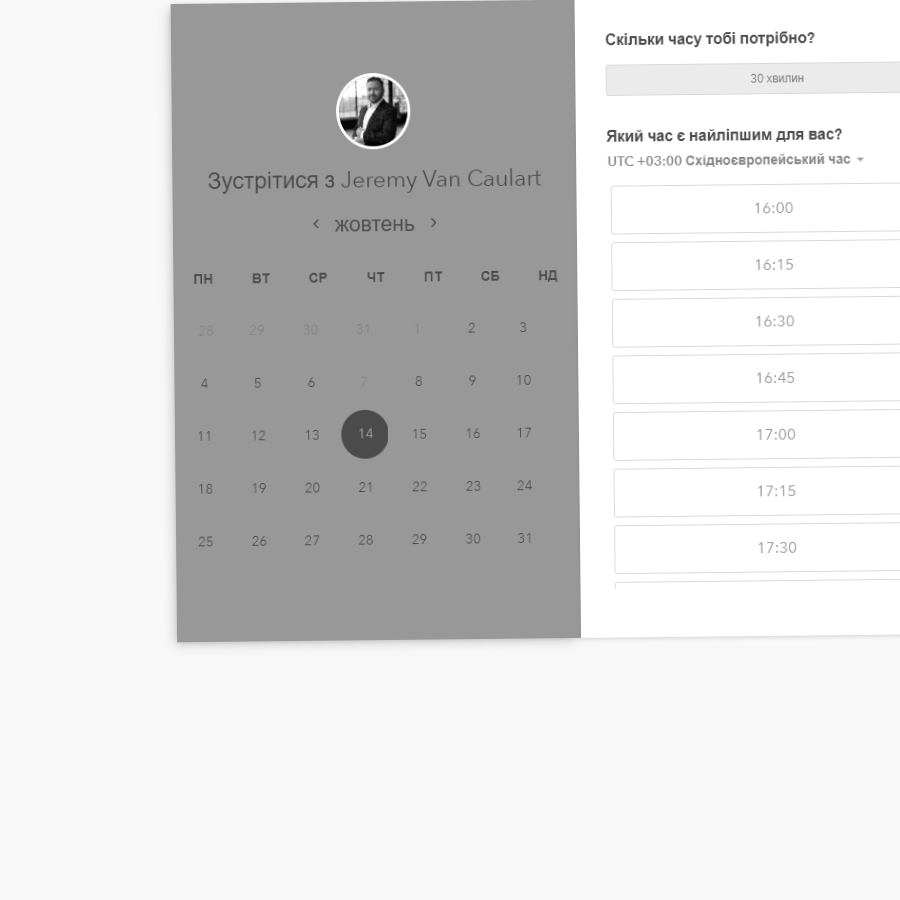 Зустрітися з Jeremy Van Caulart
жовтень
ПН ВТ СР ЧТ ПТ СБ НД
28 29 30 31 1 2 3
4 5 6 7 8 9 10
11 12 13 14 15 16 17
18 19 20 21 22 23 24
25 26 27 28 29 30 31
Скільки часу тобі потрібно?
30 хвилин
Який час є найліпшим для вас?
UTC +03:00 Східноєвропейський час
16:00
16:15
16:30
16:45
17:00
17:15
17:30